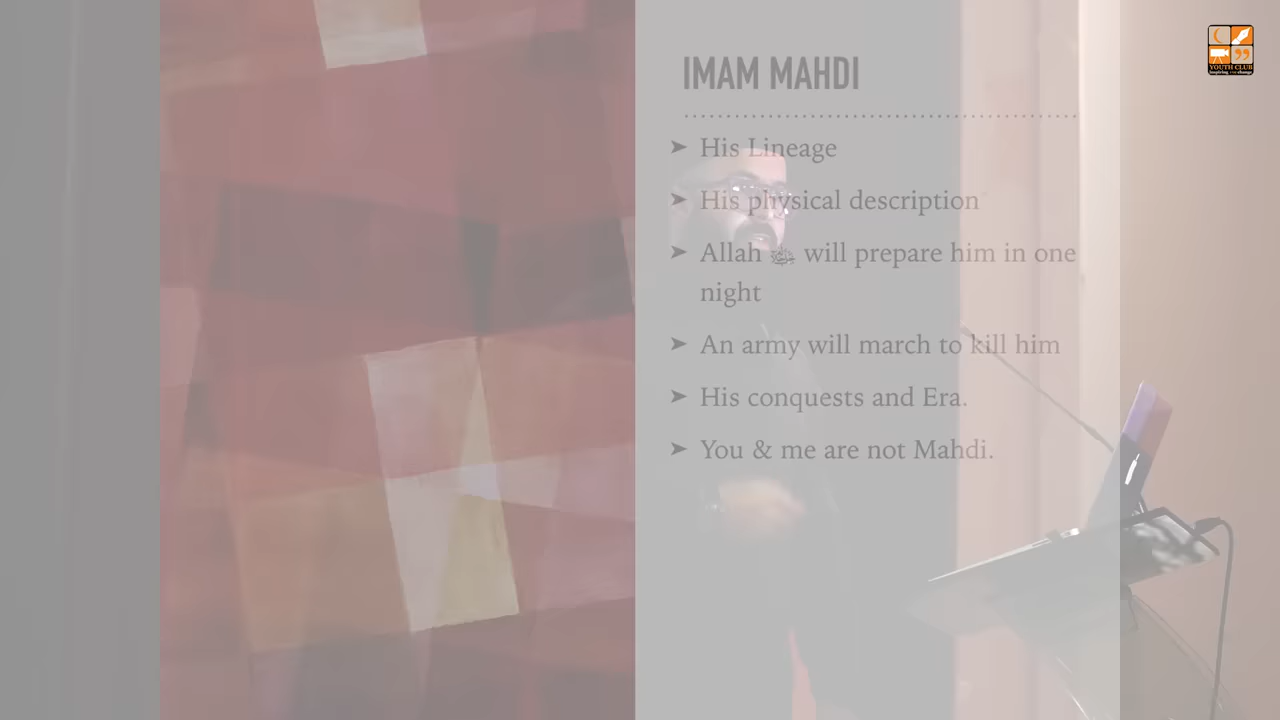 IMAM MAHDI
➤ His Lineage
➤ His physical description
➤ Allah ﷻ will prepare him in one
night
➤ An army will march to kill him
➤ His conquests and Era.
➤ You & me are not Mahdi.
YOUTH CLUB